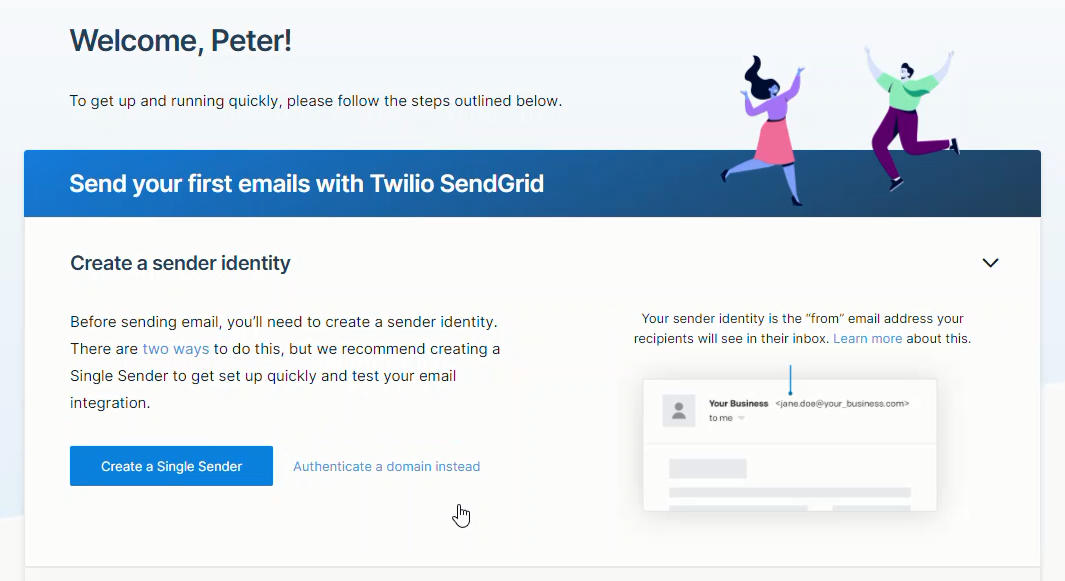 Welcome, Peter!
To get up and running quickly, please follow the steps outlined below.
Send your first emails with Twilio SendGrid
Create a sender identity
Before sending email, you’ll need to create a sender identity.
There are two ways to do this, but we recommend creating a
Single Sender to get set up quickly and test your email
integration.
Create a Single Sender
Authenticate a domain instead
Your sender identity is the “from” email address your
recipients will see in their inbox. Learn more about this.
Your Business <jane.doe@your_business.com>
to me